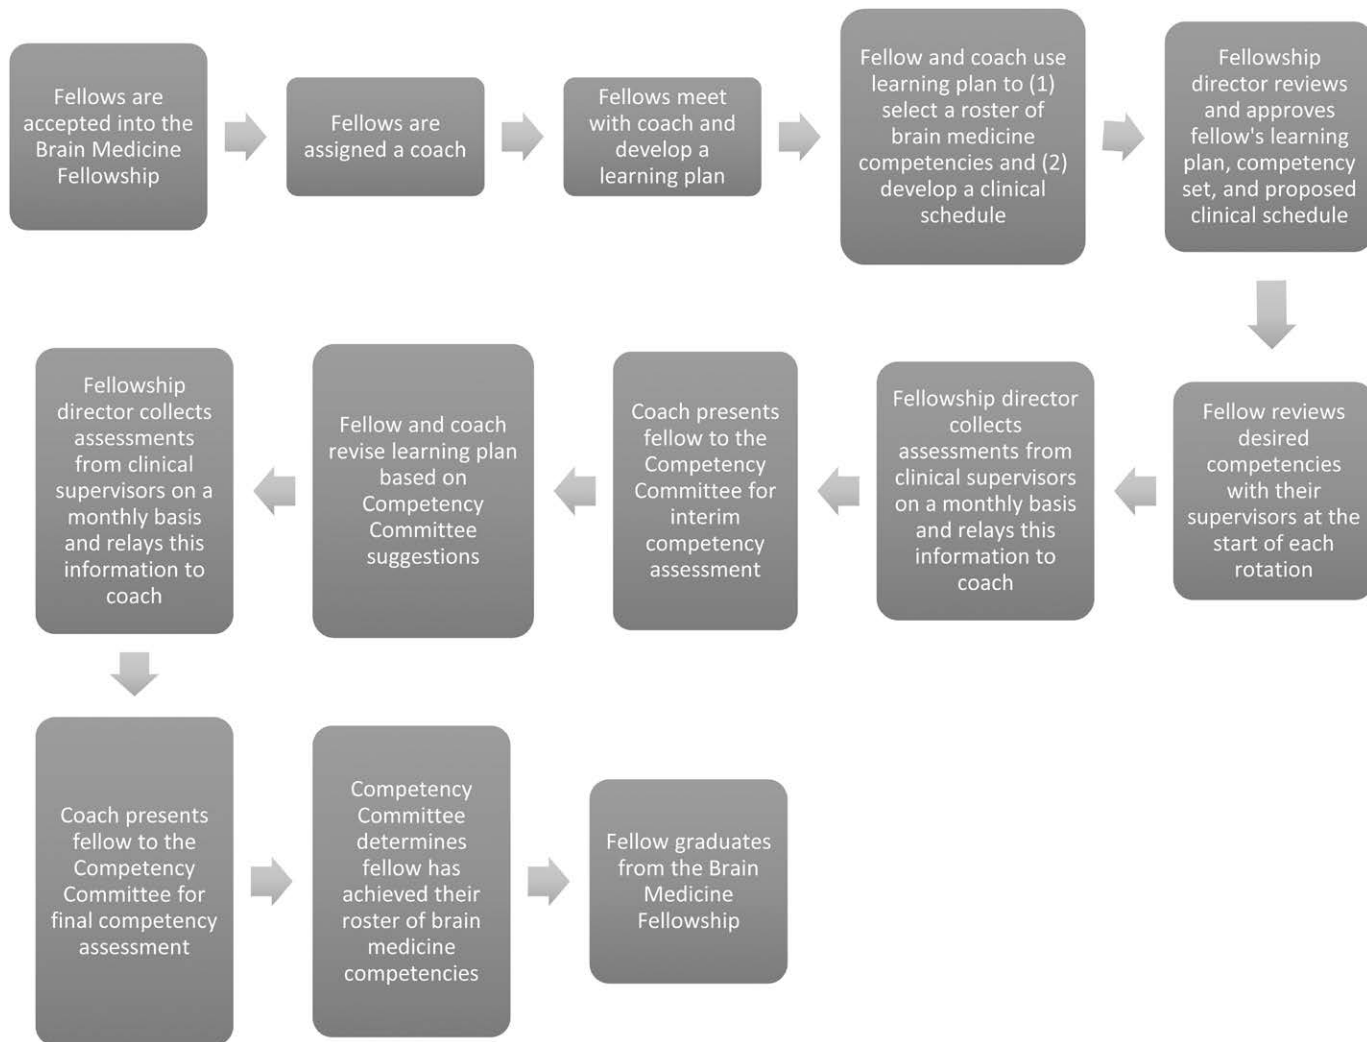 Fellows are
accepted into the
Brain Medicine
Fellowship
Fellows are
assigned a coach
Fellows meet
with coach and
develop a
learning plan
Fellow and coach use
learning plan to (1)
select a roster of
brain medicine
competencies and (2)
develop a clinical
schedule
Fellowship
director reviews
and approves
fellow's learning
plan, competency
set, and proposed
clinical schedule
Fellow reviews
desired
competencies
with their
supervisors at the
start of each
rotation
Fellowship director
collects
assessments from
clinical supervisors
on a monthly basis
and relays this
information to
coach
Coach presents
fellow to the
Competency
Committee for
interim
competency
assessment
Fellow and coach
revise learning plan
based on
Competency
Committee
suggestions
Fellowship
director collects
assessments
from clinical
supervisors on a
monthly basis
and relays this
information to
coach
Coach presents
fellow to the
Competency
Committee for
final competency
assessment
Competency
Committee
determines
fellow has
achieved their
roster of brain
medicine
competencies
Fellow graduates
from the Brain
Medicine
Fellowship